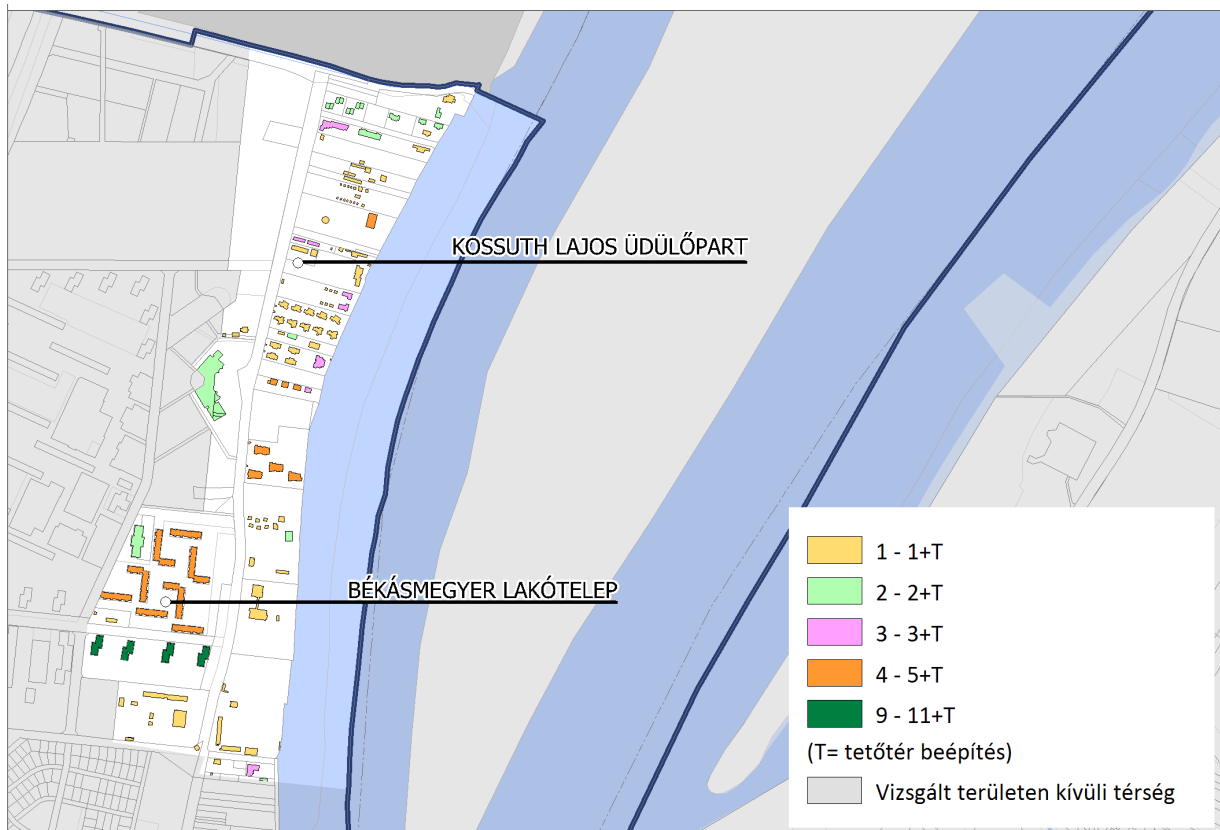 KOSSUTH LAJOS ÜDÜLŐPART
BÉKÁSMEGYER LAKÓTELEP
1 - 1+T
2 - 2+T
3 - 3+T
4 - 5+T
9 - 11+T
(T= tetőtér beépítés)
Vizsgált területen kívüli térség